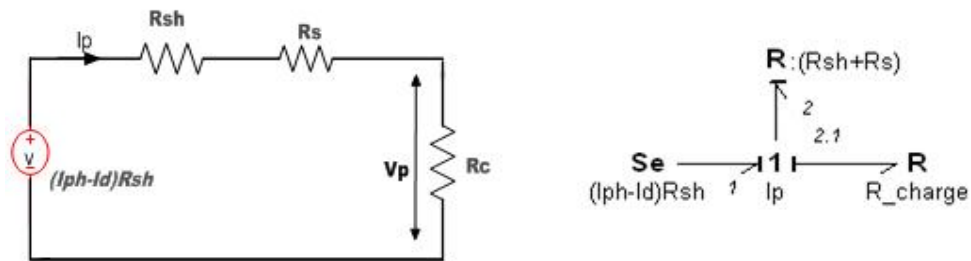 Rsh
Ip
Rs
+
v
(Iph-Id)Rsh
Vp
Rc
R :(Rsh+Rs)
2
2.1
Se
1
R
(Iph-Id)Rsh
1
Ip
R_charge